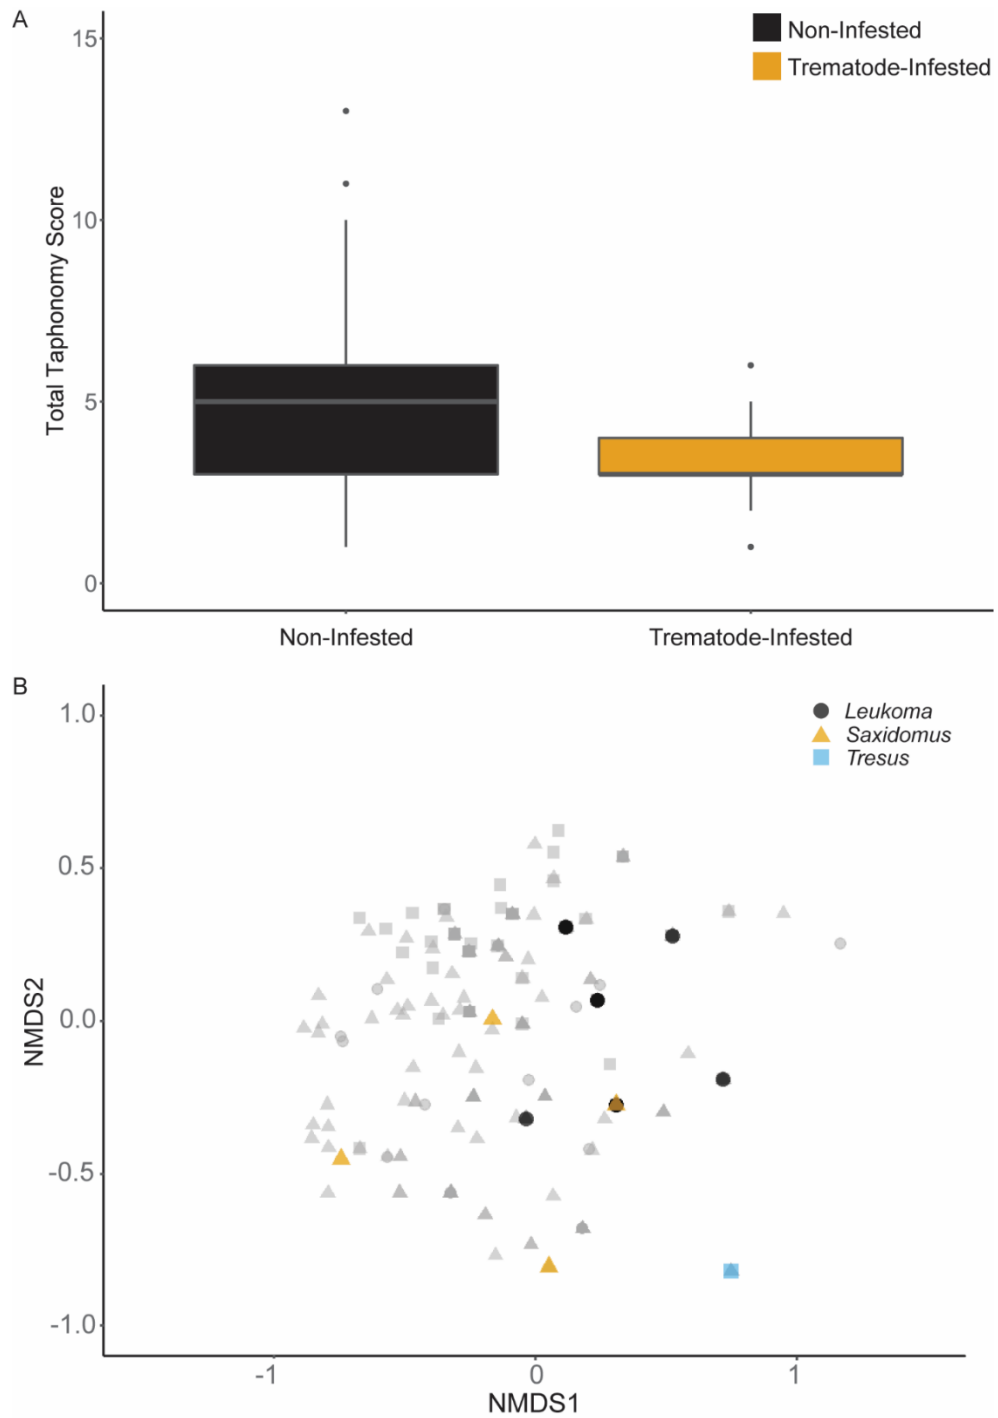 A
Non-Infested
Trematode-Infested
15
10
5
0
Total Taphonomy Score
Non-Infested
Trematode-Infested
B
Leukoma
Saxidomus
Tresus
1.0
0.5
0.0
-0.5
-1.0
NMDS2
-1
0
1
NMDS1